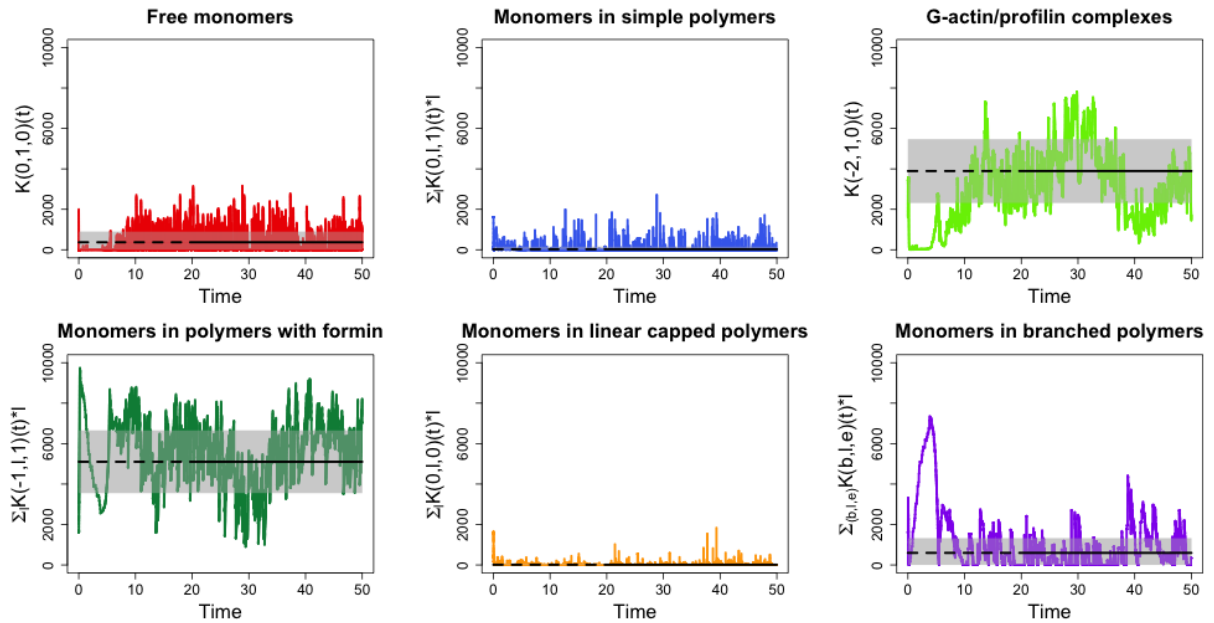 Free monomers
K(0,1,0)(t)
0 2000 6000 10000
0 10 20 30 40 50
Time
Monomers in simple polymers
ΣlK(0,l,1)(t)*l
0 2000 6000 10000
0 10 20 30 40 50
Time
G-actin/profilin complexes
K(-2,1,0)(t)
0 2000 6000 10000
0 10 20 30 40 50
Time
Monomers in polymers with formin
ΣlK(-1,l,1)(t)*l
0 2000 6000 10000
0 10 20 30 40 50
Time
Monomers in linear capped polymers
ΣlK(0,l,0)(t)*l
0 2000 6000 10000
0 10 20 30 40 50
Time
Monomers in branched polymers
Σ(b,l,e)K(b,l,e)(t)*l
0 2000 6000 10000
0 10 20 30 40 50
Time